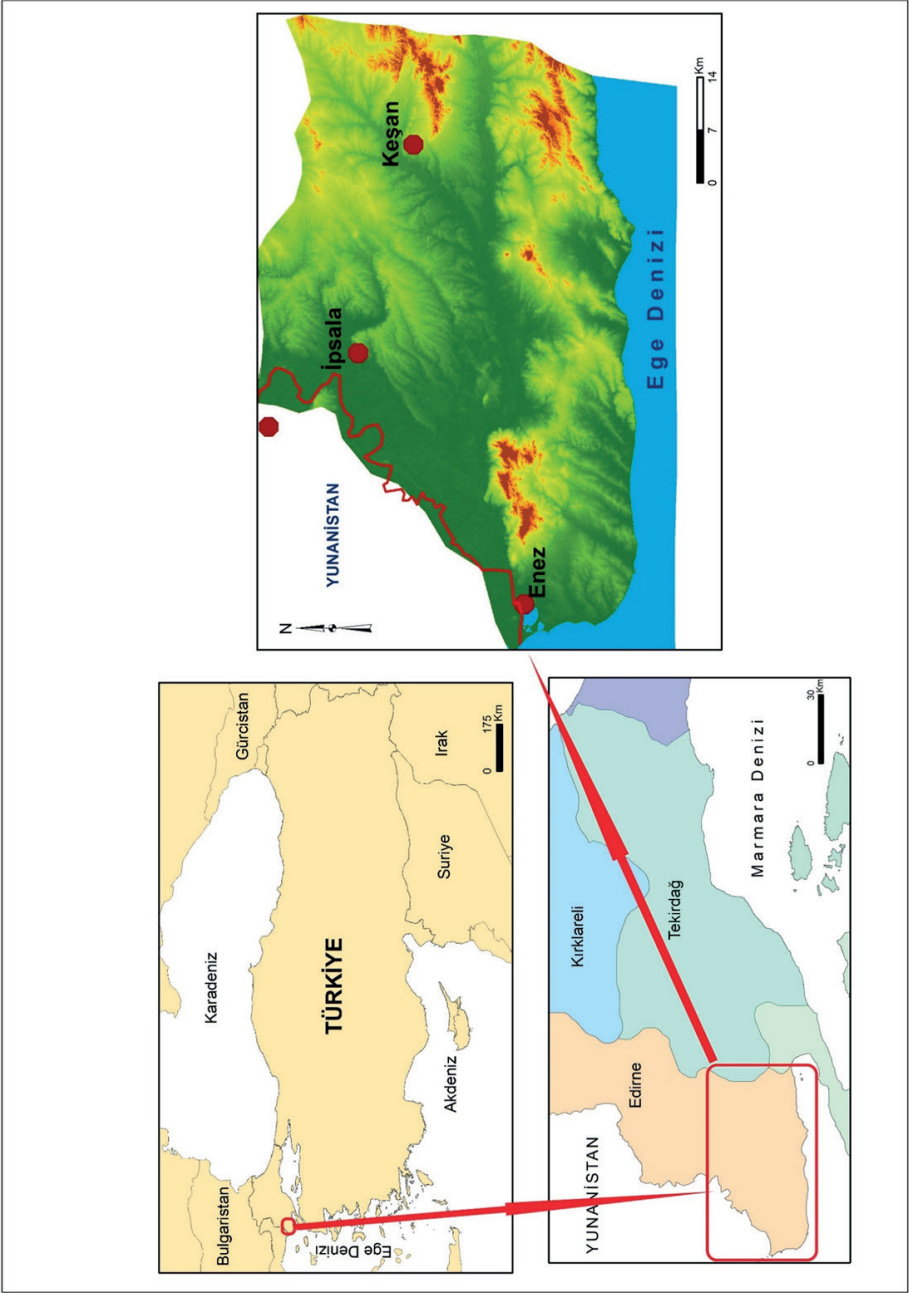 Bulgaristan
Karadeniz
Gürcistan
TÜRKİYE
Ege Denizi
Akdeniz
Suriye
Irak
0 175
Km
YUNANİSTAN
Edirne
Kırklareli
Tekirdağ
Marmara Denizi
0 30
Km
N
YUNANİSTAN
İpsala
Keşan
Enez
Ege Denizi
0 7 14
Km